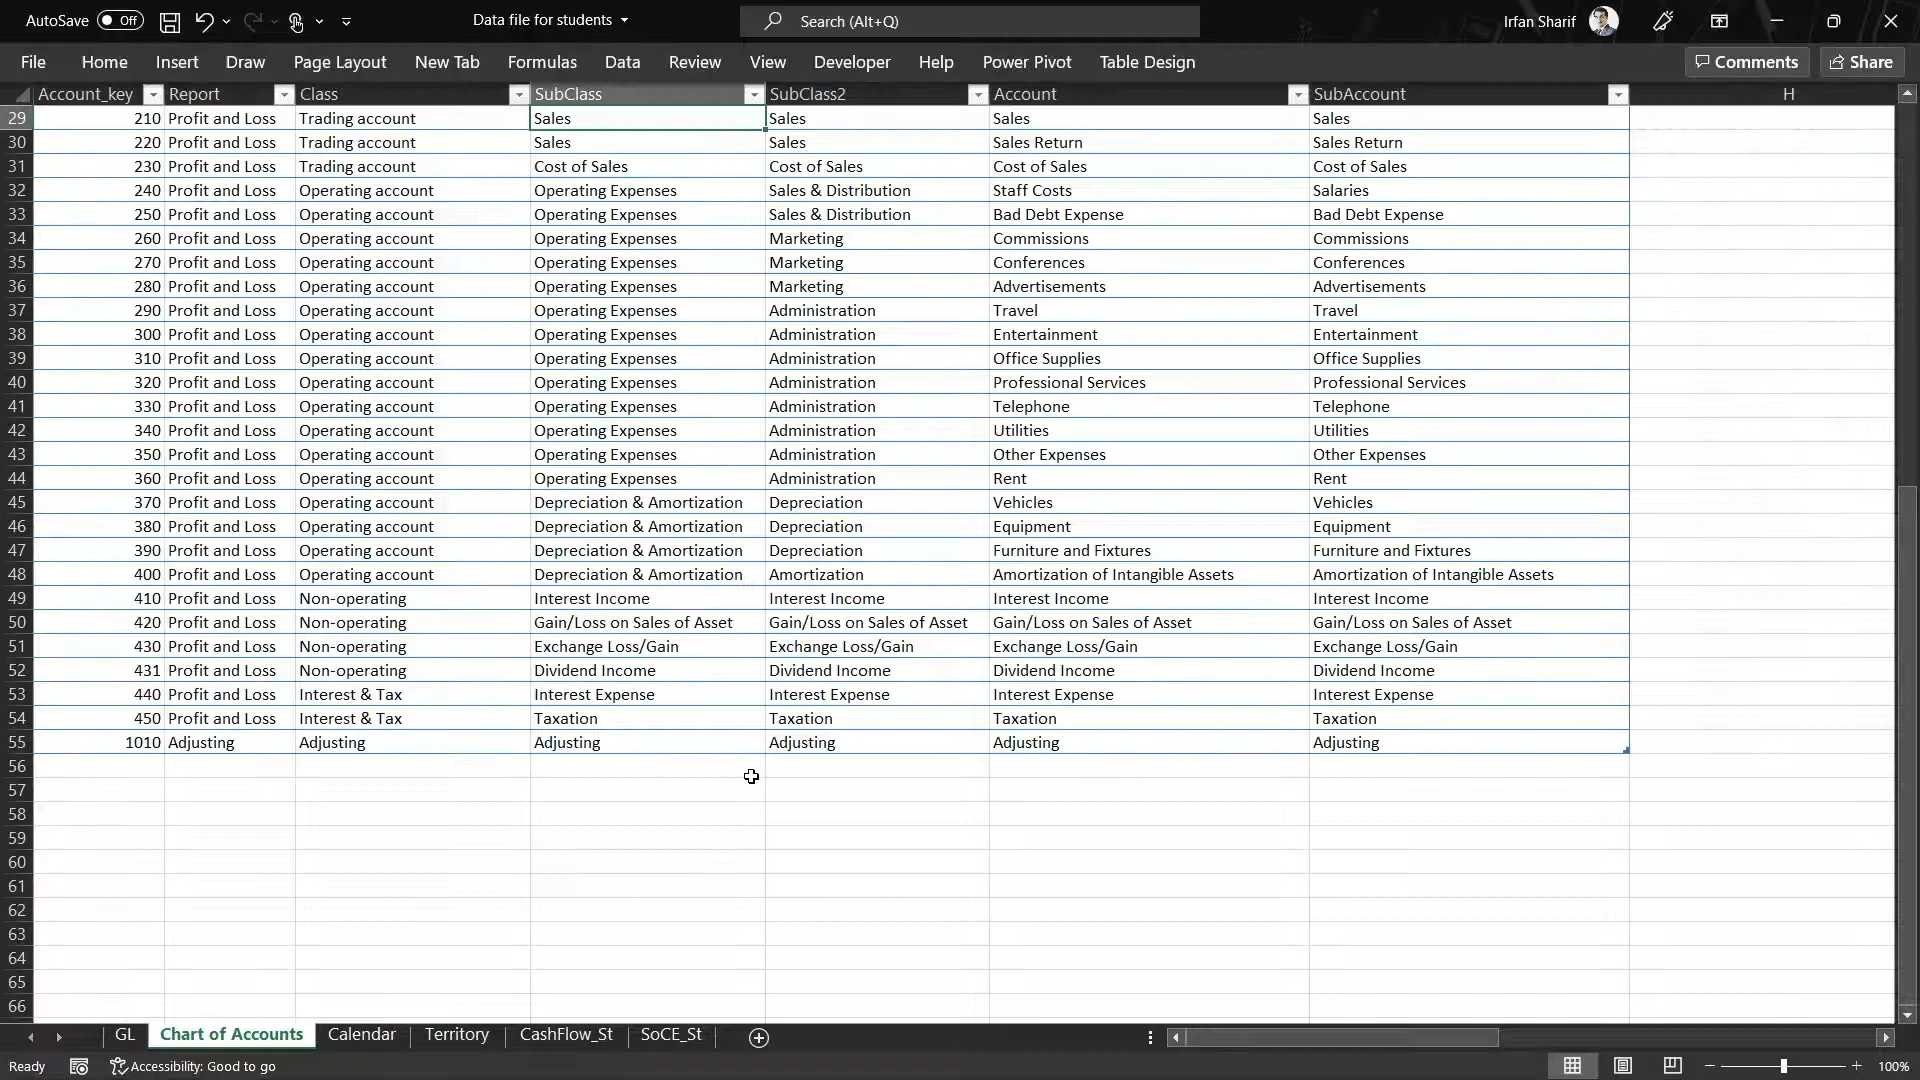 AutoSave Off Data file for students Search (Alt+Q) Irfan Sharif
File Home Insert Draw Page Layout New Tab Formulas Data Review View Developer Help Power Pivot Table Design Comments Share
Account_key Report Class SubClass SubClass2 Account SubAccount H
29 210 Profit and Loss Trading account Sales Sales Sales Sales
30 220 Profit and Loss Trading account Sales Sales Sales Return Sales Return
31 230 Profit and Loss Trading account Cost of Sales Cost of Sales Cost of Sales Cost of Sales
32 240 Profit and Loss Operating account Operating Expenses Sales & Distribution Staff Costs Salaries
33 250 Profit and Loss Operating account Operating Expenses Sales & Distribution Bad Debt Expense Bad Debt Expense
34 260 Profit and Loss Operating account Operating Expenses Marketing Commissions Commissions
35 270 Profit and Loss Operating account Operating Expenses Marketing Conferences Conferences
36 280 Profit and Loss Operating account Operating Expenses Marketing Advertisements Advertisements
37 290 Profit and Loss Operating account Operating Expenses Administration Travel Travel
38 300 Profit and Loss Operating account Operating Expenses Administration Entertainment Entertainment
39 310 Profit and Loss Operating account Operating Expenses Administration Office Supplies Office Supplies
40 320 Profit and Loss Operating account Operating Expenses Administration Professional Services Professional Services
41 330 Profit and Loss Operating account Operating Expenses Administration Telephone Telephone
42 340 Profit and Loss Operating account Operating Expenses Administration Utilities Utilities
43 350 Profit and Loss Operating account Operating Expenses Administration Other Expenses Other Expenses
44 360 Profit and Loss Operating account Operating Expenses Administration Rent Rent
45 370 Profit and Loss Operating account Depreciation & Amortization Depreciation Vehicles Vehicles
46 380 Profit and Loss Operating account Depreciation & Amortization Depreciation Equipment Equipment
47 390 Profit and Loss Operating account Depreciation & Amortization Depreciation Furniture and Fixtures Furniture and Fixtures
48 400 Profit and Loss Operating account Depreciation & Amortization Amortization Amortization of Intangible Assets Amortization of Intangible Assets
49 410 Profit and Loss Non-operating Interest Income Interest Income Interest Income Interest Income
50 420 Profit and Loss Non-operating Gain/Loss on Sales of Asset Gain/Loss on Sales of Asset Gain/Loss on Sales of Asset Gain/Loss on Sales of Asset
51 430 Profit and Loss Non-operating Exchange Loss/Gain Exchange Loss/Gain Exchange Loss/Gain Exchange Loss/Gain
52 431 Profit and Loss Non-operating Dividend Income Dividend Income Dividend Income Dividend Income
53 440 Profit and Loss Interest & Tax Interest Expense Interest Expense Interest Expense Interest Expense
54 450 Profit and Loss Interest & Tax Taxation Taxation Taxation Taxation
55 1010 Adjusting Adjusting Adjusting Adjusting Adjusting Adjusting
56
57
58
59
60
61
62
63
64
65
66
GL Chart of Accounts Calendar Territory CashFlow_St SoCE_St
Ready Accessibility: Good to go 100%